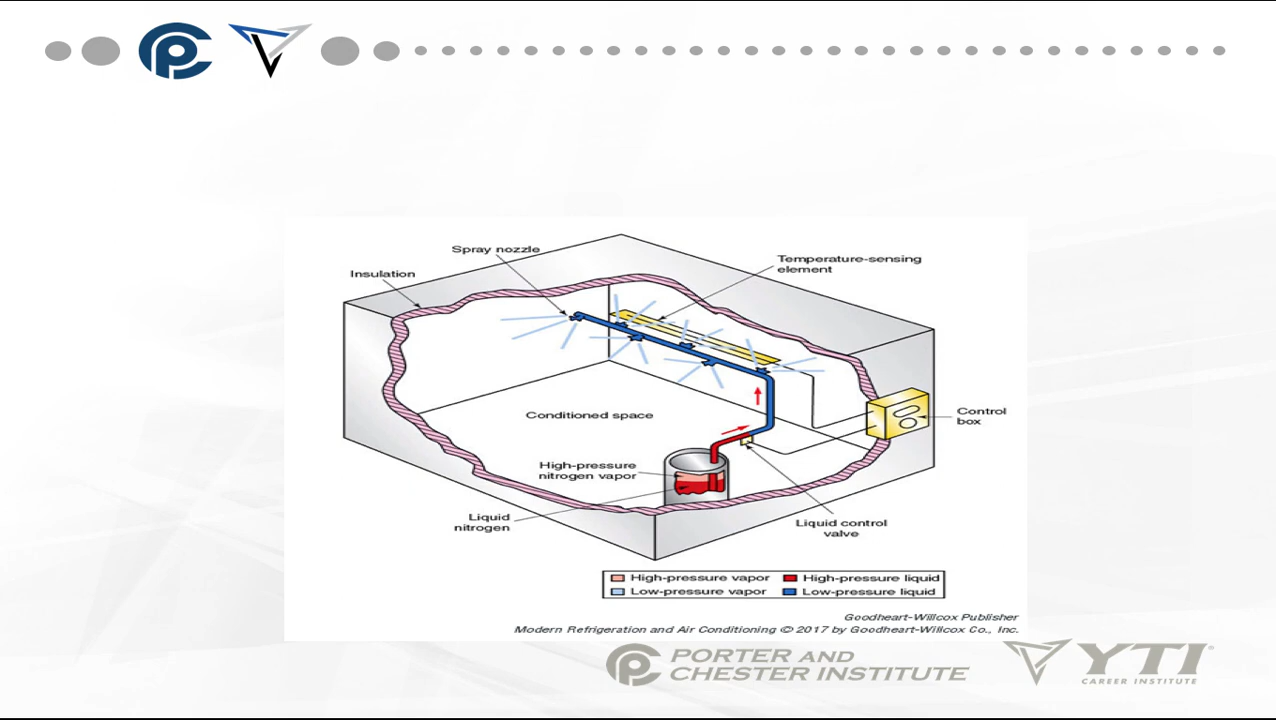 Spray nozzle
Temperature-sensing
element
Insulation
Conditioned space
Control
box
High-pressure
nitrogen vapor
Liquid
nitrogen
Liquid control
valve
High-pressure vapor High-pressure liquid
Low-pressure vapor Low-pressure liquid
Goodheart-Willcox Publisher
Modern Refrigeration and Air Conditioning © 2017 by Goodheart-Willcox Co., Inc.
PORTER AND
CHESTER INSTITUTE
YTI
CAREER INSTITUTE